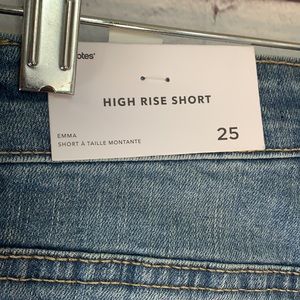 HIGH RISE SHORT
EMMA
25
SHORT À TAILLE MONTANTE